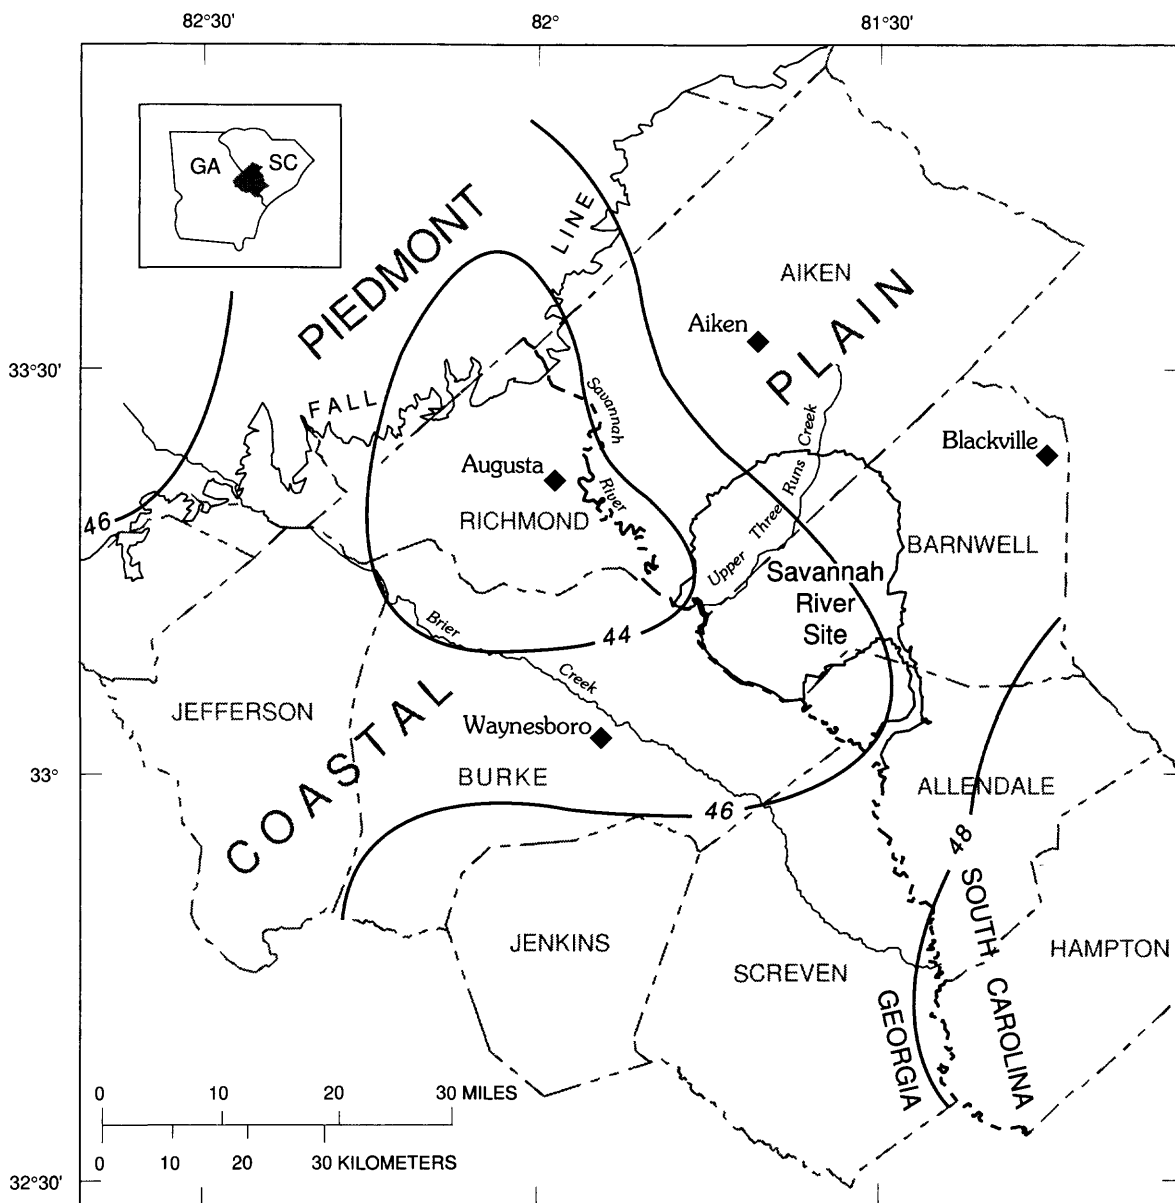 82°30'
82°
81°30'
GA
SC
PIEDMONT
LINE
AIKEN
Aiken
PLAIN
33°30'
FALL
Savannah
River
Upper Three Runs Creek
Blackville
Augusta
RICHMOND
46
BARNWELL
Savannah
River
Site
44
Brier
Creek
JEFFERSON
COASTAL
Waynesboro
33°
BURKE
ALLENDALE
46
48
SOUTH CAROLINA
GEORGIA
JENKINS
SCREVEN
HAMPTON
0 10 20 30 MILES
0 10 20 30 KILOMETERS
32°30'